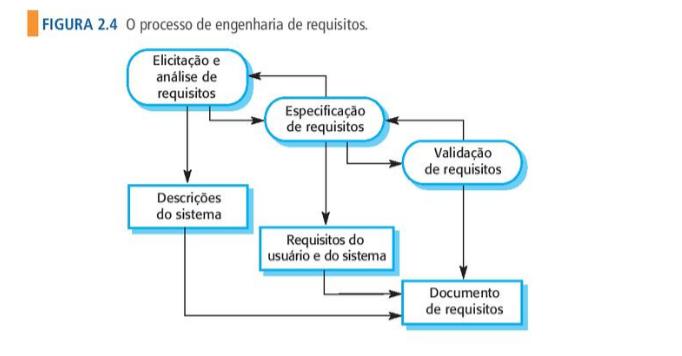 FIGURA 2.4 O processo de engenharia de requisitos.
Elicitação e
análise de
requisitos
Especificação
de requisitos
Validação
de requisitos
Descrições
do sistema
Requisitos do
usuário e do sistema
Documento
de requisitos